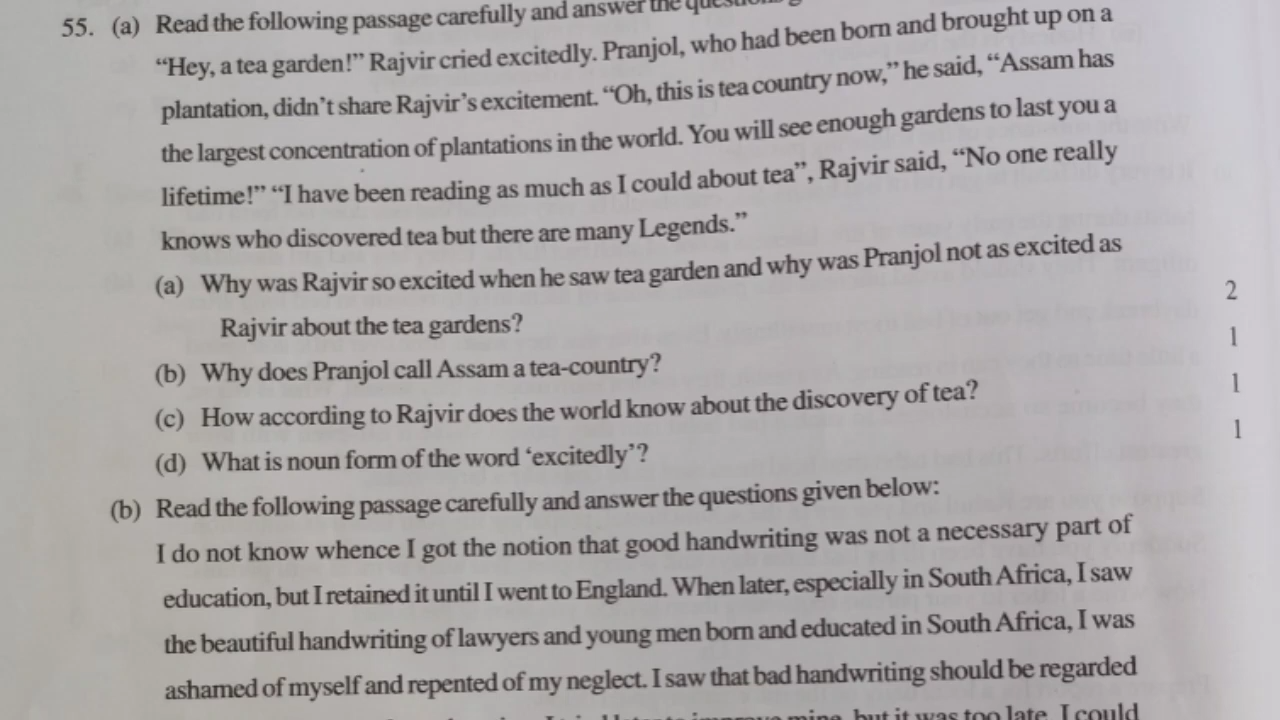 55. (a) Read the following passage carefully and answer the
“Hey, a tea garden!” Rajvir cried excitedly. Pranjol, who had been born and brought up on a
plantation, didn’t share Rajvir’s excitement. “Oh, this is tea country now,” he said, “Assam has
the largest concentration of plantations in the world. You will see enough gardens to last you a
lifetime!” “I have been reading as much as I could about tea”, Rajvir said, “No one really
knows who discovered tea but there are many Legends.”
(a) Why was Rajvir so excited when he saw tea garden and why was Pranjol not as excited as
Rajvir about the tea gardens? 2
(b) Why does Pranjol call Assam a tea-country? 1
(c) How according to Rajvir does the world know about the discovery of tea? 1
(d) What is noun form of the word ‘excitedly’? 1
(b) Read the following passage carefully and answer the questions given below:
I do not know whence I got the notion that good handwriting was not a necessary part of
education, but I retained it until I went to England. When later, especially in South Africa, I saw
the beautiful handwriting of lawyers and young men born and educated in South Africa, I was
ashamed of myself and repented of my neglect. I saw that bad handwriting should be regarded
mine, but it was too late. I could